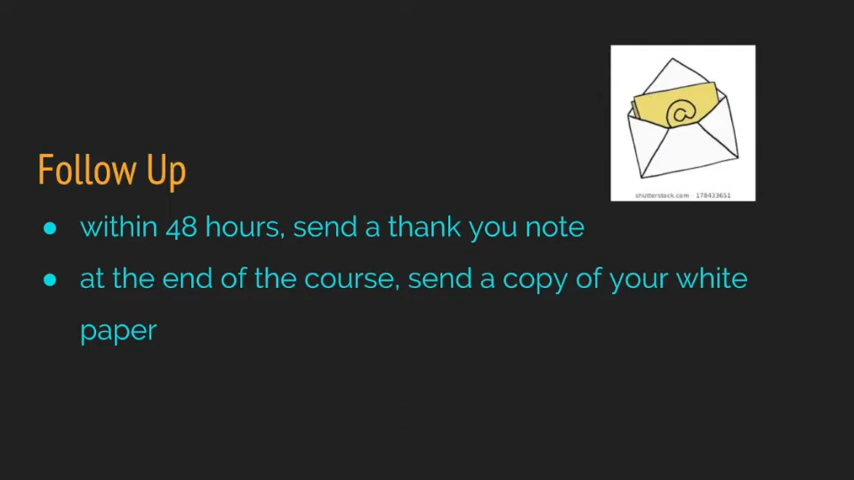 shutterstock.com · 178433651
Follow Up
● within 48 hours, send a thank you note
● at the end of the course, send a copy of your white
paper